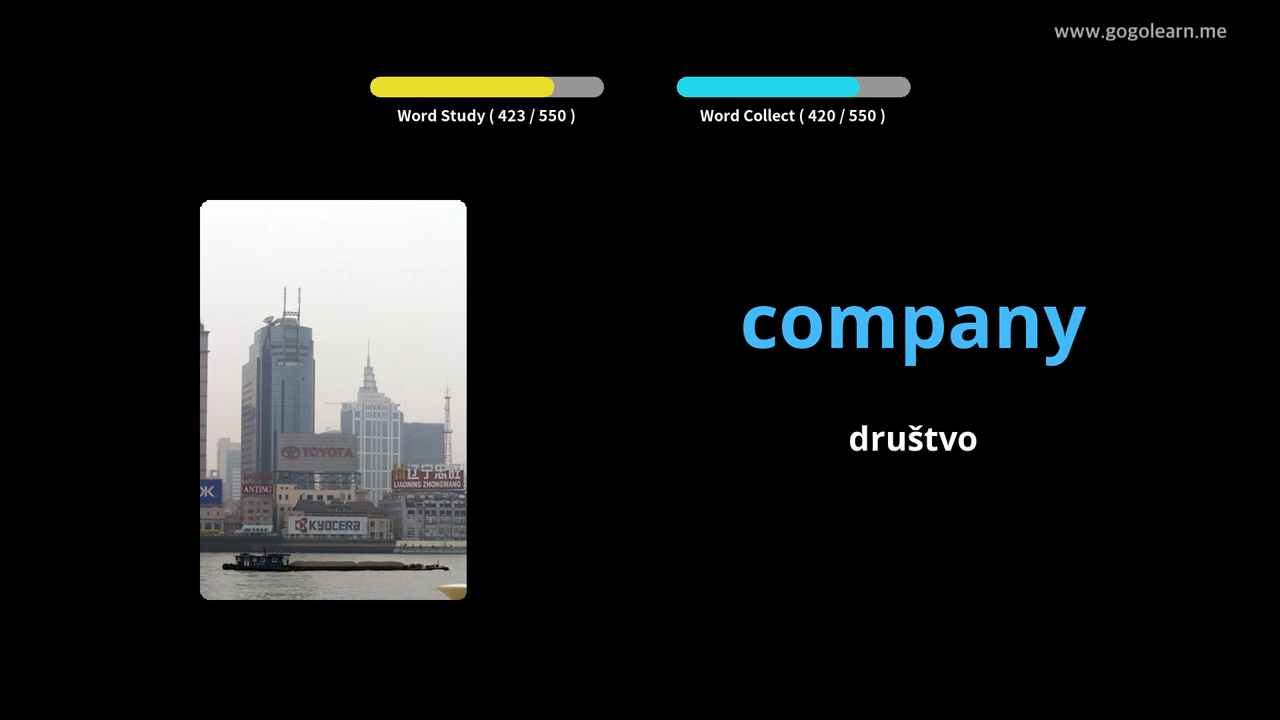 www.gogolearn.me
Word Study ( 423 / 550 )
Word Collect ( 420 / 550 )
company
društvo
TOYOTA
辽宁忠旺
LIAONING ZHONGWANG
ANTING
KYOCERA